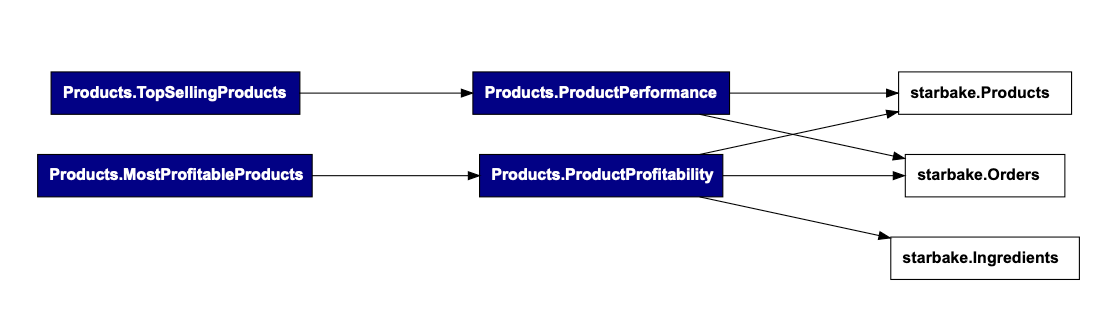 Products.TopSellingProducts
Products.ProductPerformance
starbake.Products
Products.MostProfitableProducts
Products.ProductProfitability
starbake.Orders
starbake.Ingredients